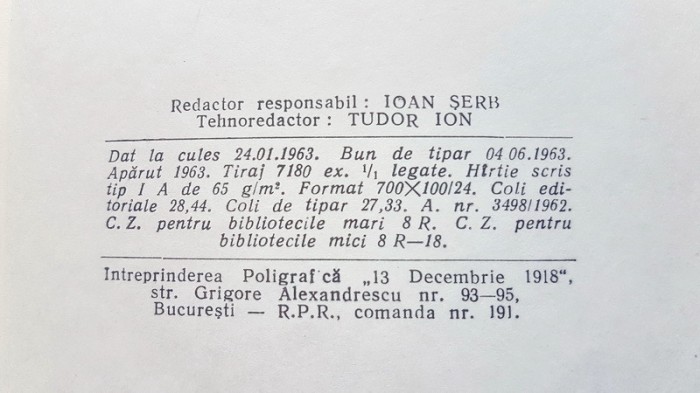 Redactor responsabil : IOAN ȘERB
Tehnoredactor : TUDOR ION
Dat la cules 24.01.1963. Bun de tipar 04 06.1963.
Apărut 1963. Tiraj 7180 ex. 1/1 legate. Hîrtie scris
tip I A de 65 g/m². Format 700×100/24. Coli edi-
toriale 28,44. Coli de tipar 27,33. A. nr. 3498/1962.
C. Z. pentru bibliotecile mari 8 R. C. Z. pentru
bibliotecile mici 8 R—18.
Intreprinderea Poligraf că „13 Decembrie 1918“,
str. Grigore Alexandrescu nr. 93—95,
București — R.P.R., comanda nr. 191.